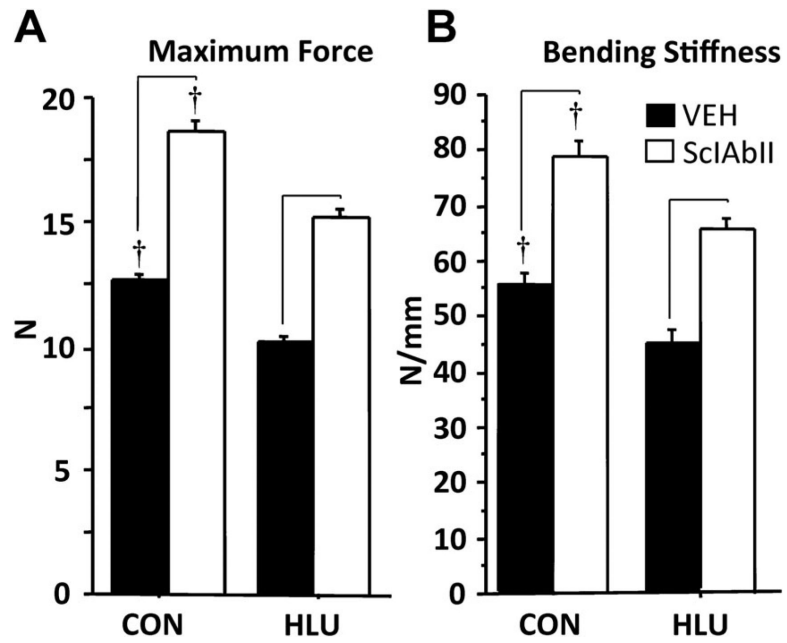 A
Maximum Force
20
15
10
5
0
N
†
†
CON
HLU
B
Bending Stiffness
90
80
70
60
50
40
30
20
10
0
N/mm
†
†
VEH
SclAbII
CON
HLU